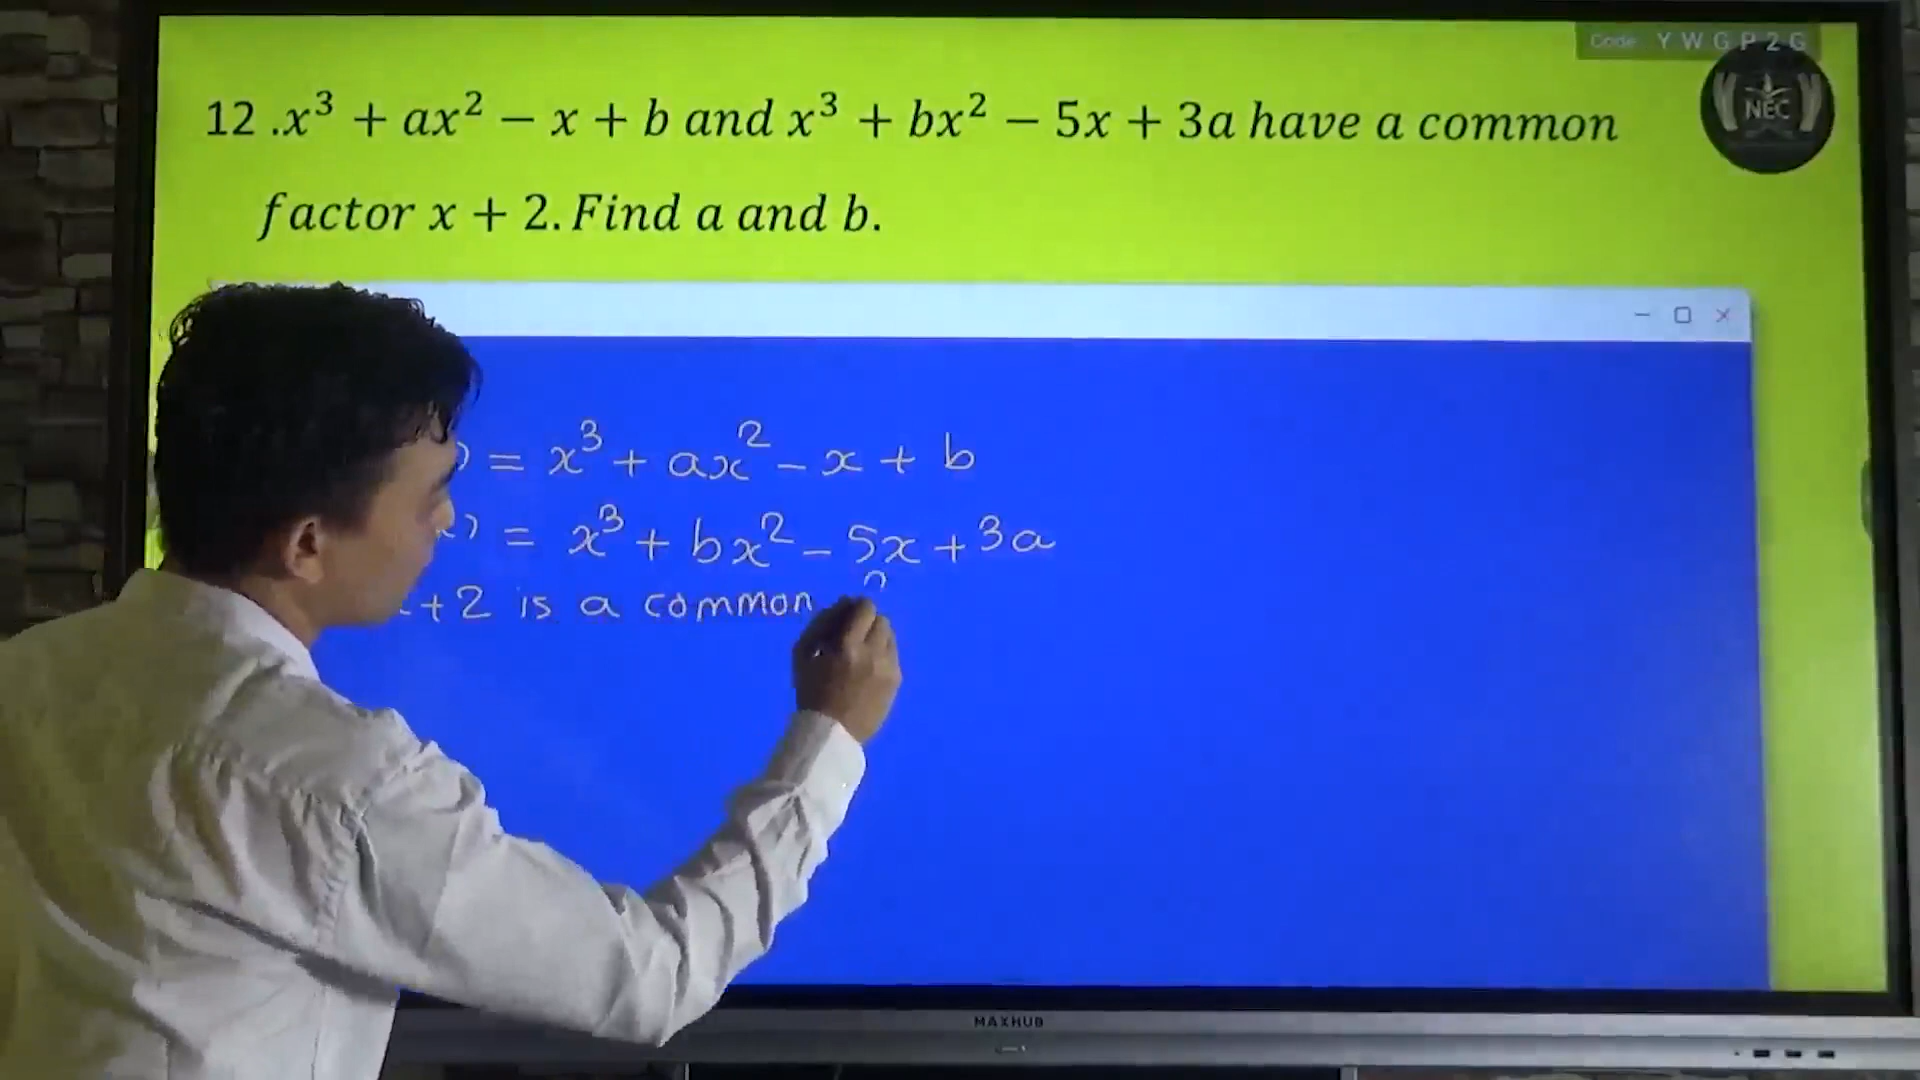 Code: YWGP2G
NEC
12 .x³ + ax² − x + b and x³ + bx² − 5x + 3a have a common
factor x + 2. Find a and b.
) = x³ + ax² − x + b
) = x³ + bx² − 5x + 3a
+2 is a common
MAXHUB